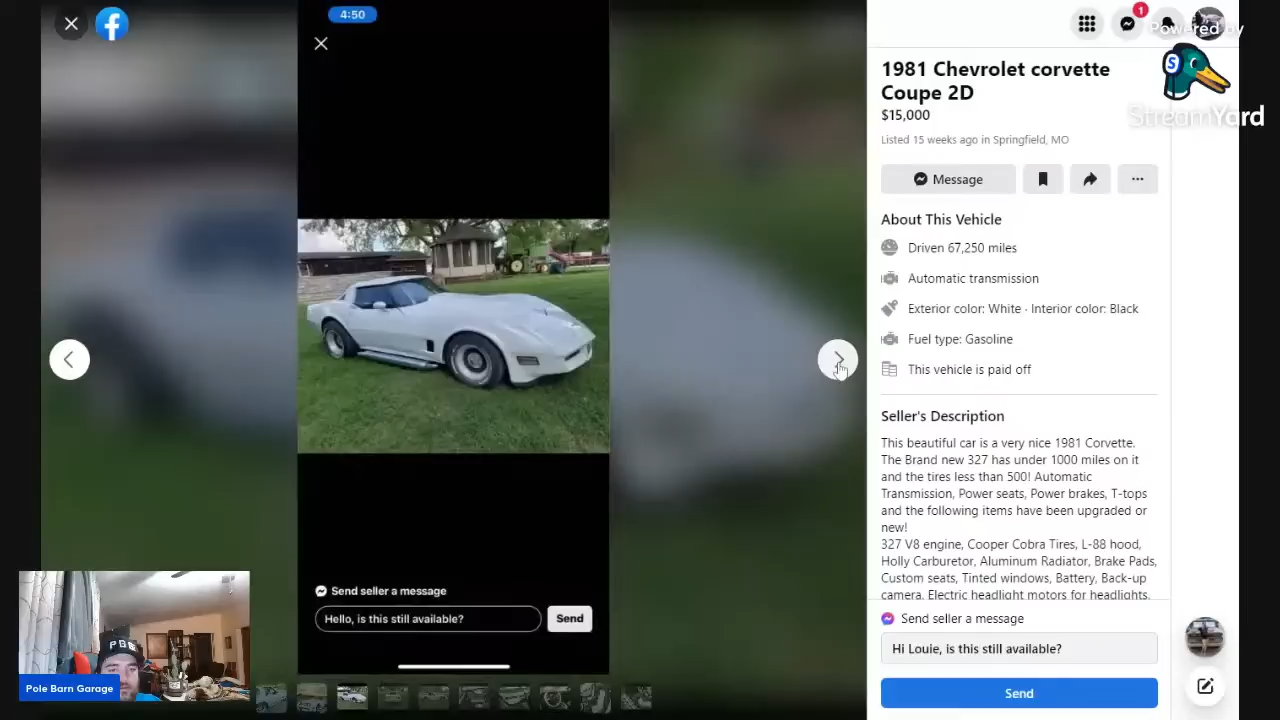 4:50
Powered by
StreamYard
1
1981 Chevrolet corvette
Coupe 2D
$15,000
Listed 15 weeks ago in Springfield, MO
Message
About This Vehicle
Driven 67,250 miles
Automatic transmission
Exterior color: White · Interior color: Black
Fuel type: Gasoline
This vehicle is paid off
Seller's Description
This beautiful car is a very nice 1981 Corvette.
The Brand new 327 has under 1000 miles on it
and the tires less than 500! Automatic
Transmission, Power seats, Power brakes, T-tops
and the following items have been upgraded or
new!
327 V8 engine, Cooper Cobra Tires, L-88 hood,
Holly Carburetor, Aluminum Radiator, Brake Pads,
Custom seats, Tinted windows, Battery, Back-up
camera, Electric headlight motors for headlights,
Send seller a message
Hi Louie, is this still available?
Send
Send seller a message
Hello, is this still available?
Send
PBG
Pole Barn Garage